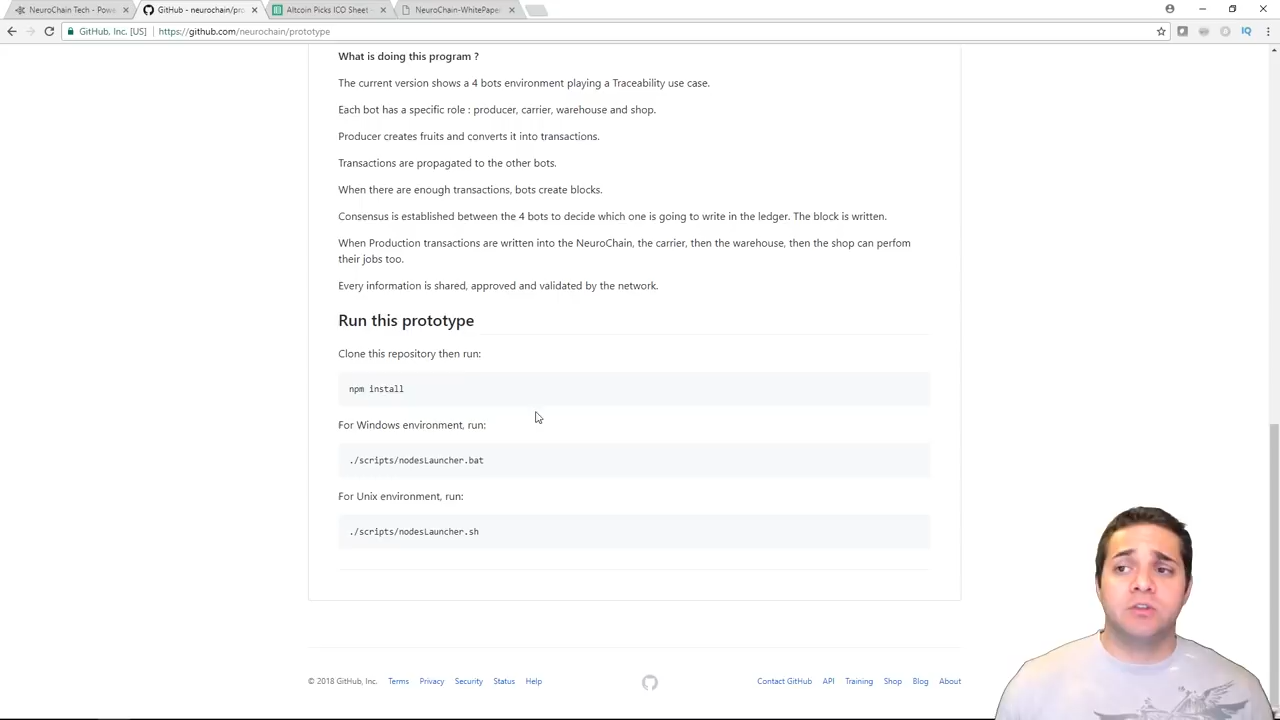 NeuroChain Tech - Powe
GitHub - neurochain/pro
Altcoin Picks ICO Sheet -
NeuroChain-WhitePaper
GitHub, Inc. [US]
https://github.com/neurochain/prototype
What is doing this program ?
The current version shows a 4 bots environment playing a Traceability use case.
Each bot has a specific role : producer, carrier, warehouse and shop.
Producer creates fruits and converts it into transactions.
Transactions are propagated to the other bots.
When there are enough transactions, bots create blocks.
Consensus is established between the 4 bots to decide which one is going to write in the ledger. The block is written.
When Production transactions are written into the NeuroChain, the carrier, then the warehouse, then the shop can perfom
their jobs too.
Every information is shared, approved and validated by the network.
Run this prototype
Clone this repository then run:
npm install
For Windows environment, run:
./scripts/nodesLauncher.bat
For Unix environment, run:
./scripts/nodesLauncher.sh
© 2018 GitHub, Inc. Terms Privacy Security Status Help
Contact GitHub API Training Shop Blog About